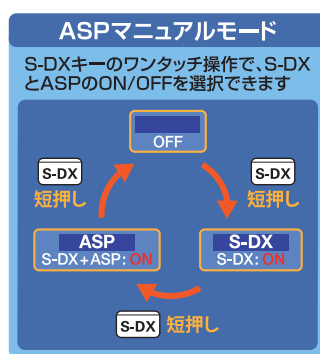 ASPマニュアルモード
S-DXキーのワンタッチ操作で、S-DX
とASPのON/OFFを選択できます
OFF
S-DX
短押し
S-DX
短押し
ASP
S-DX+ASP: ON
S-DX
S-DX: ON
S-DX 短押し